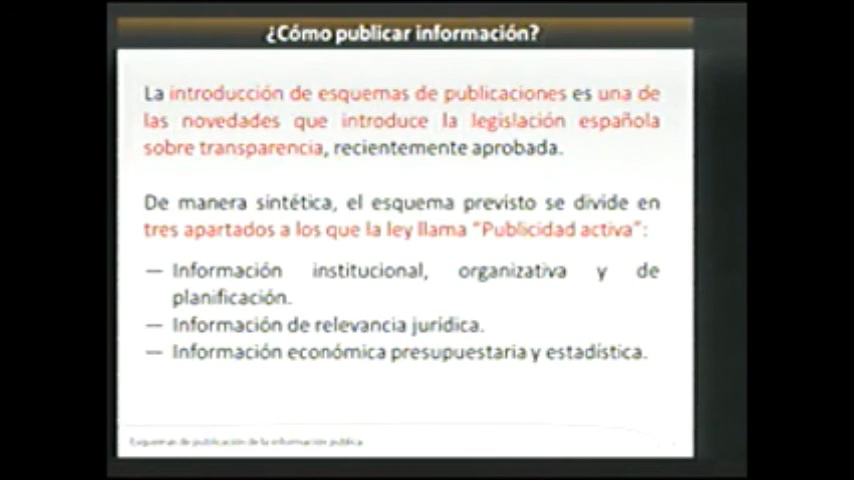 ¿Cómo publicar información?
La introducción de esquemas de publicaciones es una de
las novedades que introduce la legislación española
sobre transparencia, recientemente aprobada.
De manera sintética, el esquema previsto se divide en
tres apartados a los que la ley llama "Publicidad activa":
— Información institucional, organizativa y de
planificación.
— Información de relevancia jurídica.
— Información económica presupuestaria y estadística.
Esquemas de publicación de la información pública